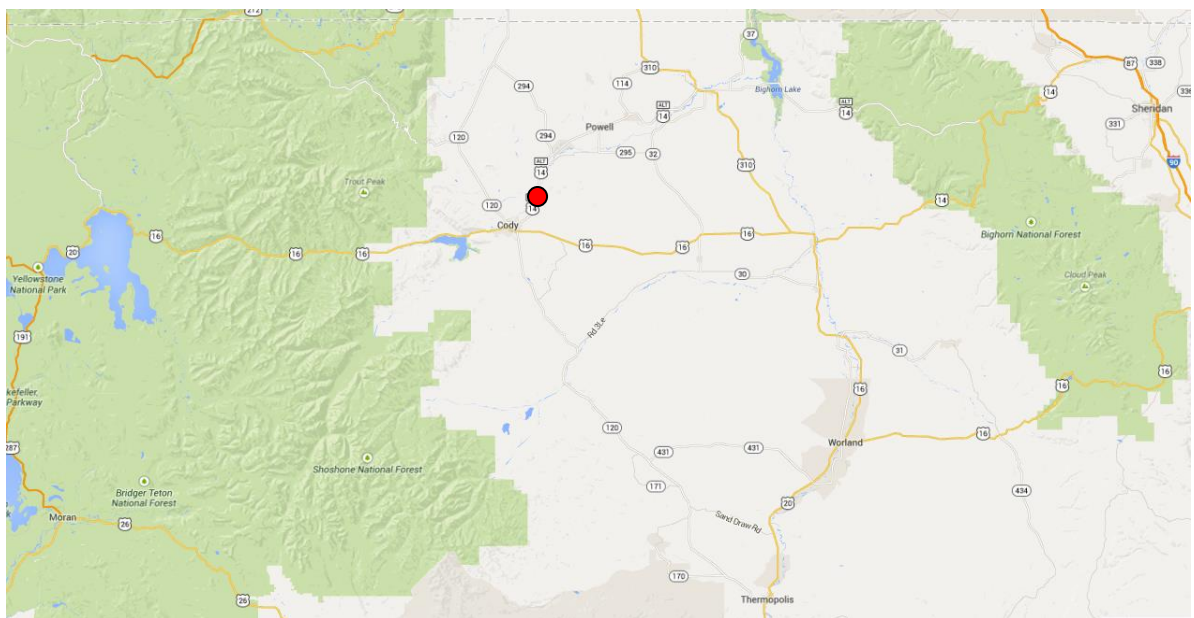 212
37
310
87
338
294
114
14
336
Bighorn Lake
ALT
14
ALT
14
Sheridan
331
120
294
Powell
295
32
ALT
14
310
90
Trout Peak
120
14
14
Cody
16
16
16
16
16
16
20
Bighorn National Forest
Yellowstone
National Park
30
Cloud Peak
191
Rd 3Le
31
16
16
16
kefeller,
Parkway
120
16
Worland
287
431
431
Shoshone National Forest
171
434
Bridger Teton
National Forest
20
Moran
26
Sand Draw Rd
170
26
Thermopolis